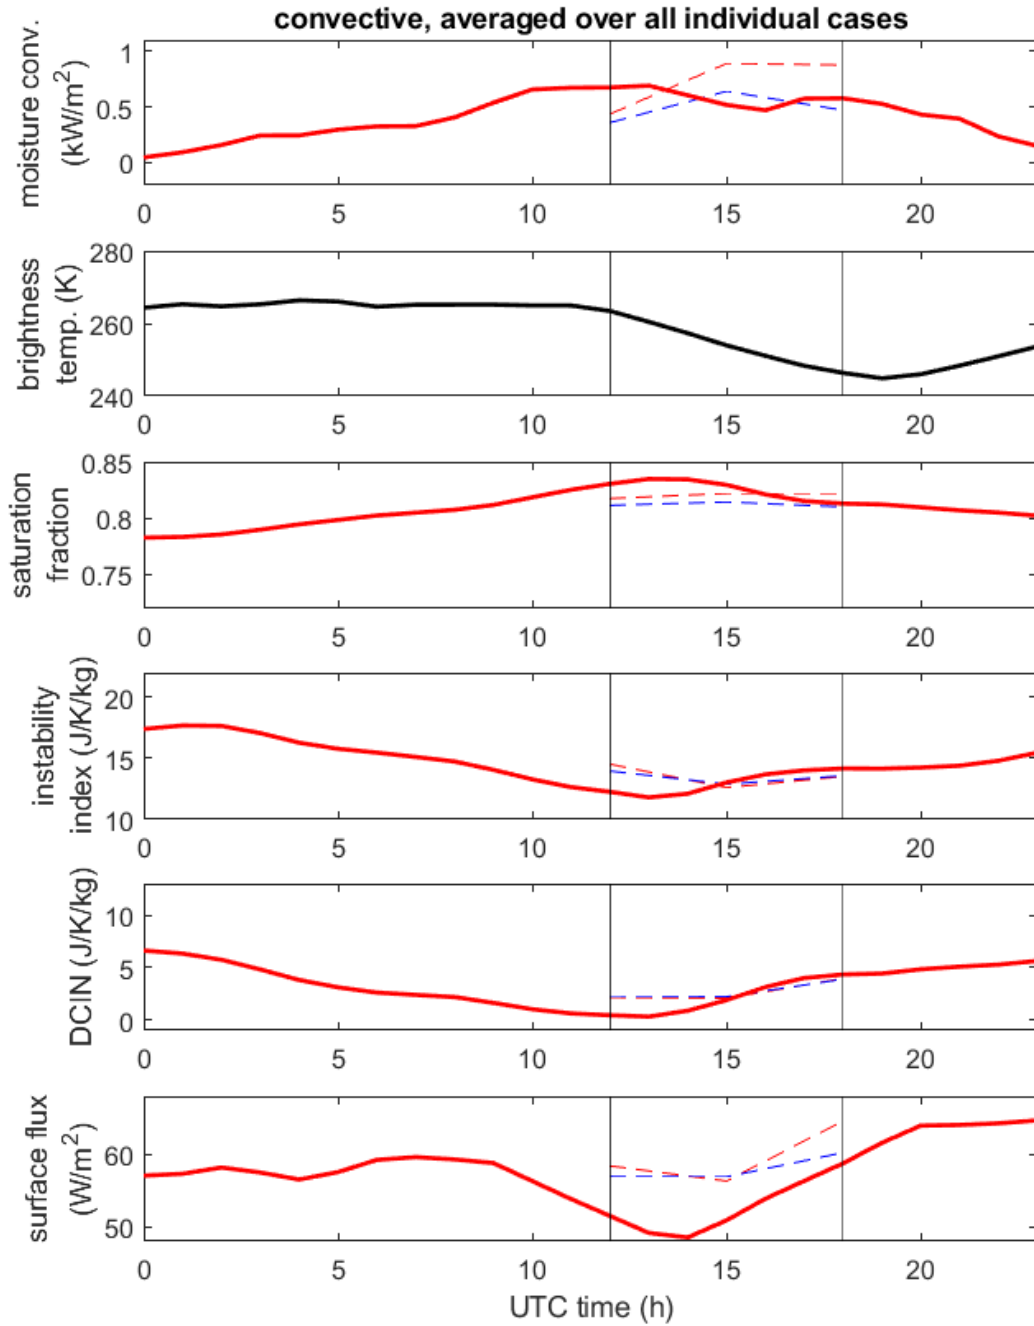 convective, averaged over all individual cases
moisture conv.
(kW/m²)
1
0.5
0
0 5 10 15 20
brightness
temp. (K)
280
260
240
0 5 10 15 20
saturation
fraction
0.85
0.8
0.75
0 5 10 15 20
instability
index (J/K/kg)
20
15
10
0 5 10 15 20
DCIN (J/K/kg)
10
5
0
0 5 10 15 20
surface flux
(W/m²)
60
50
0 5 10 15 20
UTC time (h)